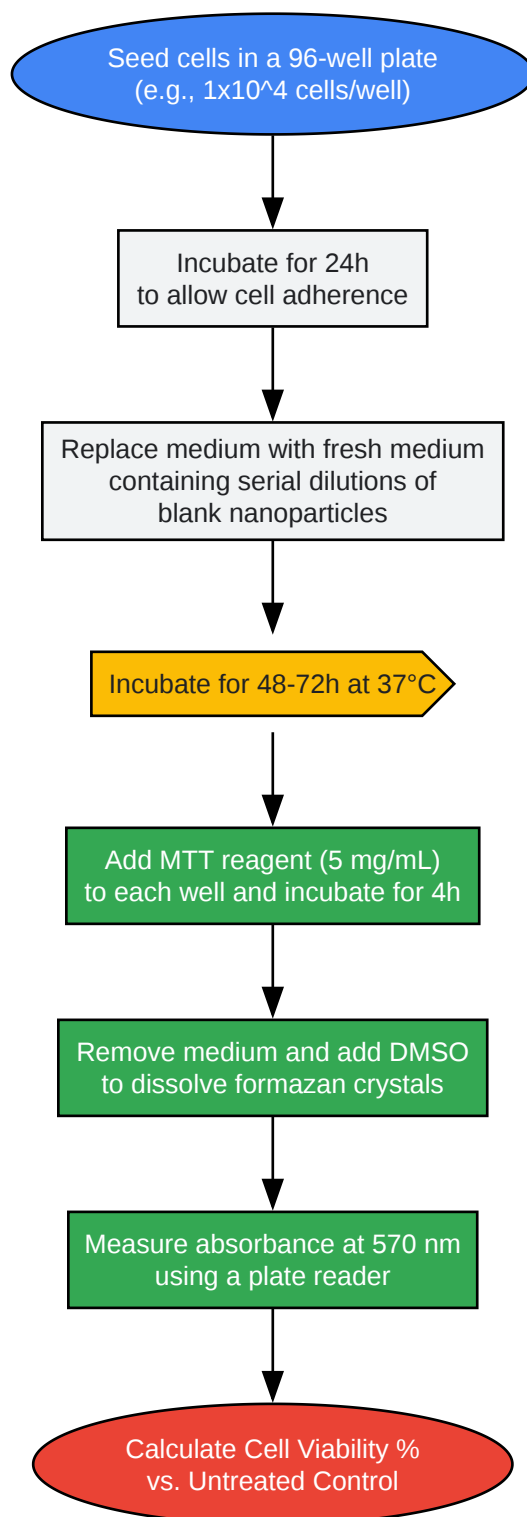 Seed cells in a 96-well plate
(e.g., 1x10^4 cells/well)
Incubate for 24h
to allow cell adherence
Replace medium with fresh medium
containing serial dilutions of
blank nanoparticles
Incubate for 48-72h at 37°C
Add MTT reagent (5 mg/mL)
to each well and incubate for 4h
Remove medium and add DMSO
to dissolve formazan crystals
Measure absorbance at 570 nm
using a plate reader
Calculate Cell Viability %
vs. Untreated Control